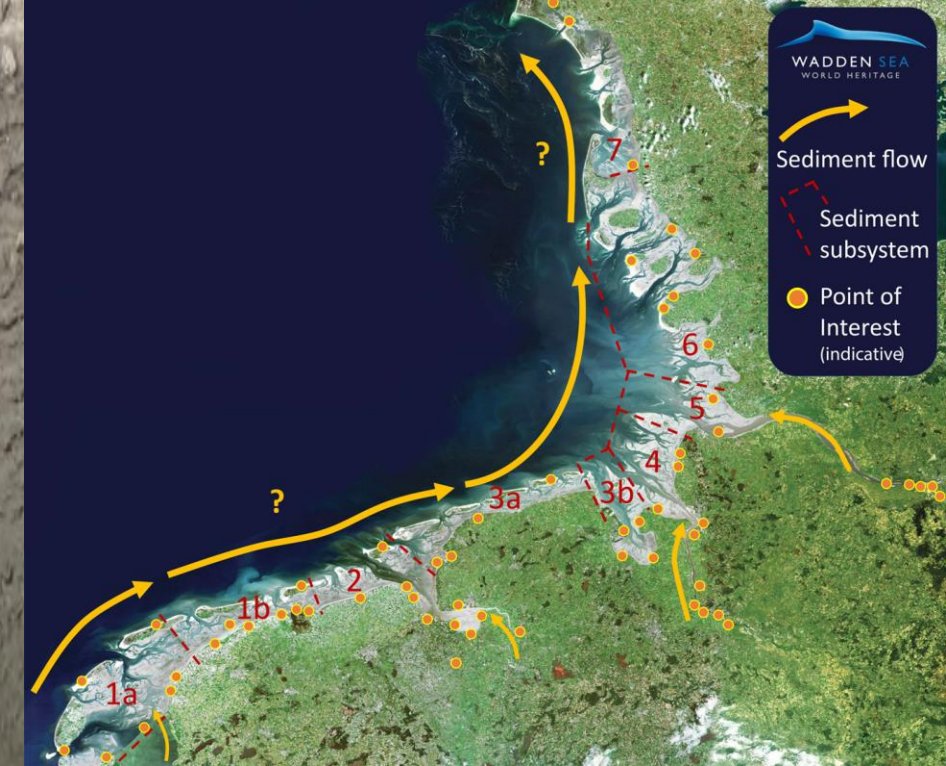 WADDEN SEA
WORLD HERITAGE
Sediment flow
Sediment
subsystem
Point of
Interest
(indicative)
?
7
6
5
4
3a
3b
?
2
1b
1a